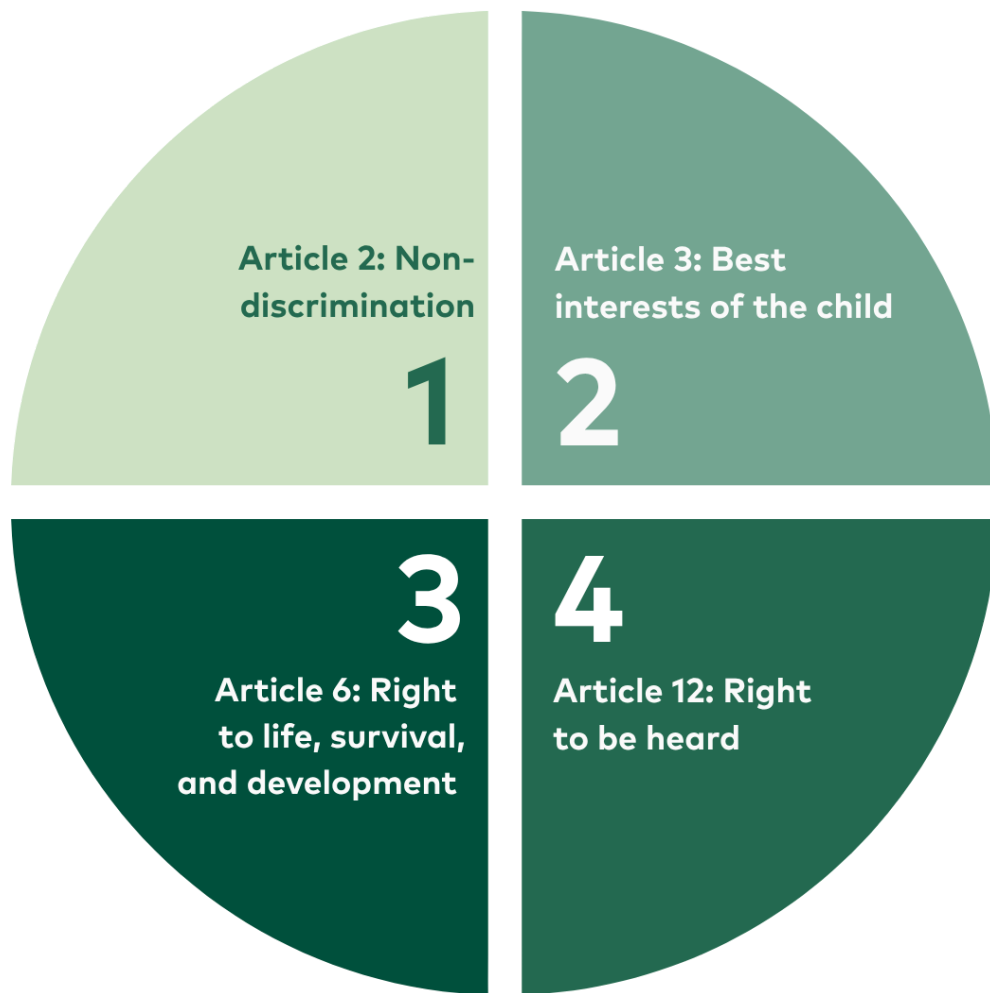 Article 2: Non-
discrimination
1
Article 3: Best
interests of the child
2
3
Article 6: Right
to life, survival,
and development
4
Article 12: Right
to be heard